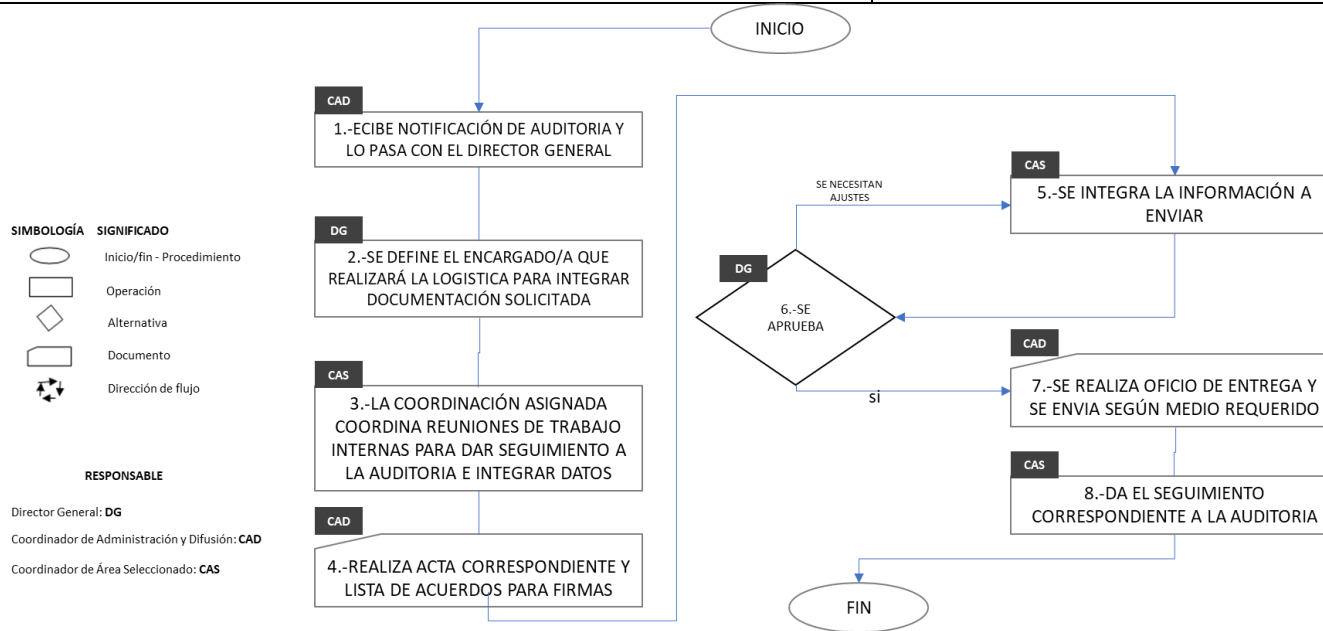 INICIO
CAD
1.-ECIBE NOTIFICACIÓN DE AUDITORIA Y
LO PASA CON EL DIRECTOR GENERAL
DG
2.-SE DEFINE EL ENCARGADO/A QUE
REALIZARÁ LA LOGISTICA PARA INTEGRAR
DOCUMENTACIÓN SOLICITADA
CAS
3.-LA COORDINACIÓN ASIGNADA
COORDINA REUNIONES DE TRABAJO
INTERNAS PARA DAR SEGUIMIENTO A
LA AUDITORIA E INTEGRAR DATOS
CAD
4.-REALIZA ACTA CORRESPONDIENTE Y
LISTA DE ACUERDOS PARA FIRMAS
CAS
5.-SE INTEGRA LA INFORMACIÓN A
ENVIAR
SE NECESITAN
AJUSTES
DG
6.-SE
APRUEBA
si
CAD
7.-SE REALIZA OFICIO DE ENTREGA Y
SE ENVIA SEGÚN MEDIO REQUERIDO
CAS
8.-DA EL SEGUIMIENTO
CORRESPONDIENTE A LA AUDITORIA
FIN
SIMBOLOGÍA SIGNIFICADO
Inicio/fin - Procedimiento
Operación
Alternativa
Documento
Dirección de flujo
RESPONSABLE
Director General: DG
Coordinador de Administración y Difusión: CAD
Coordinador de Área Seleccionado: CAS